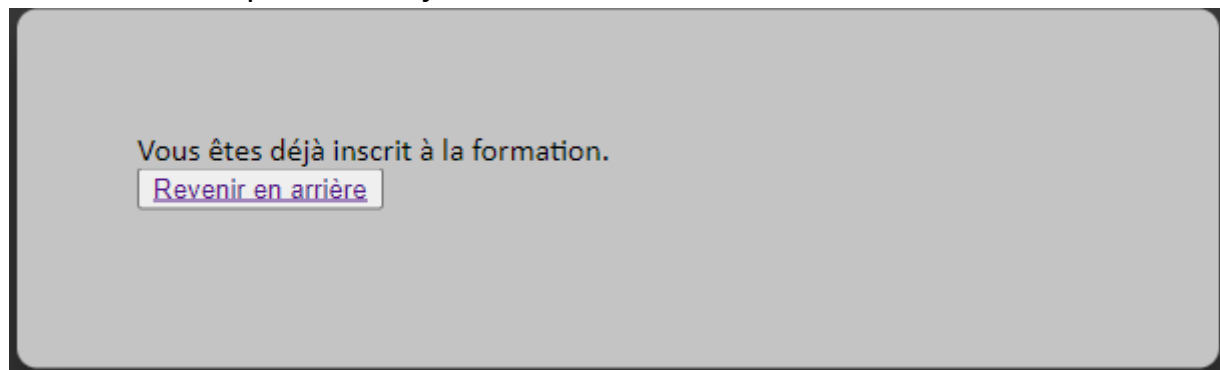 Vous êtes déjà inscrit à la formation.
Revenir en arrière